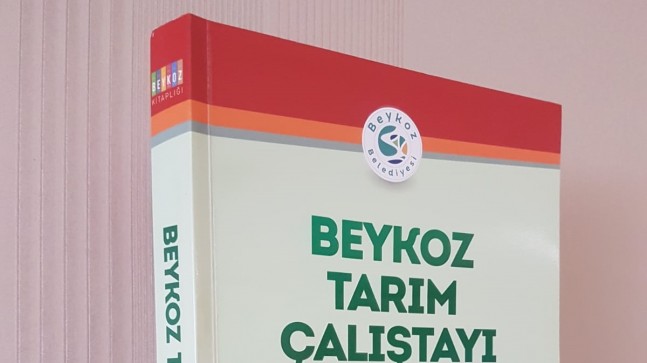 BEYKOZ
KİTAPLIĞI
BEYKOZ T
Beykoz
Belediyesi
BEYKOZ
TARIM
ÇALIŞTAYI